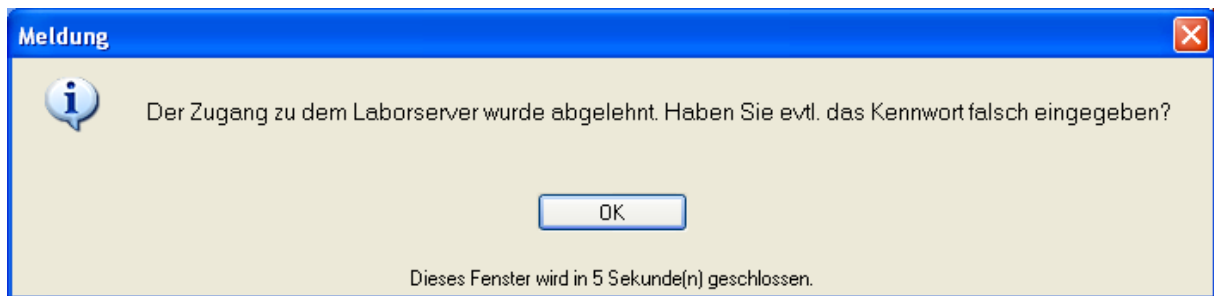 Meldung
Der Zugang zu dem Laborserver wurde abgelehnt. Haben Sie evtl. das Kennwort falsch eingegeben?
OK
Dieses Fenster wird in 5 Sekunde(n) geschlossen.